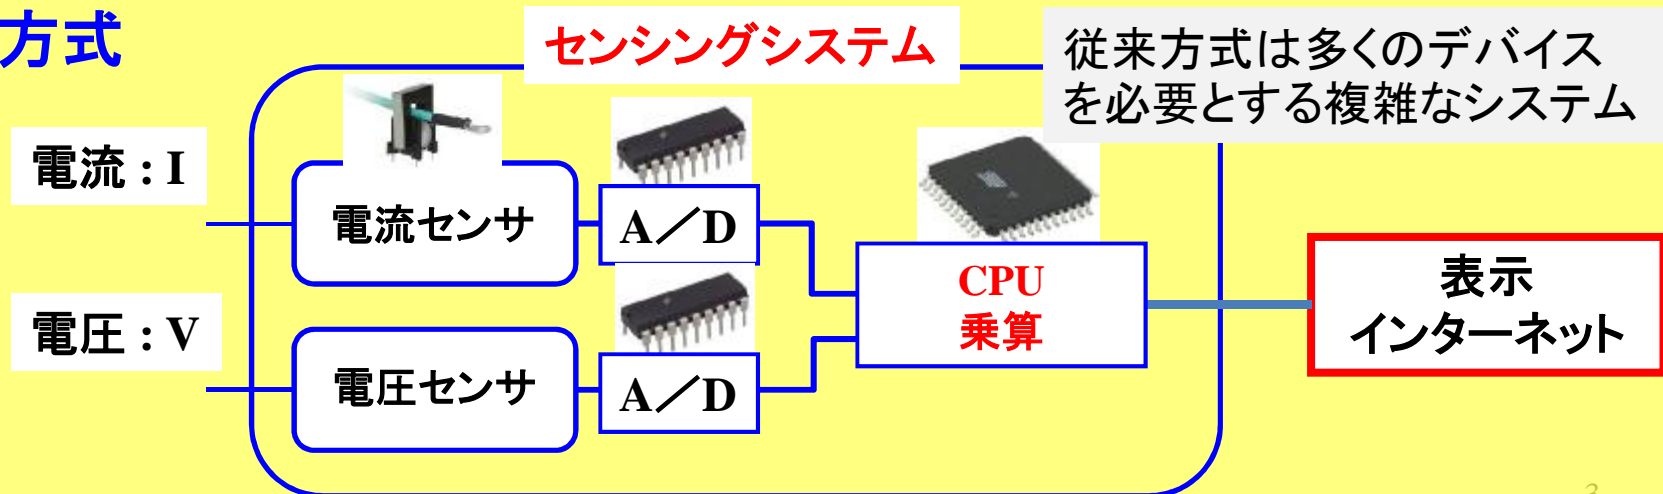 方式
センシングシステム
従来方式は多くのデバイス
を必要とする複雑なシステム
電流 : I
電流センサ
A／D
CPU
乗算
表示
インターネット
電圧 : V
電圧センサ
A／D